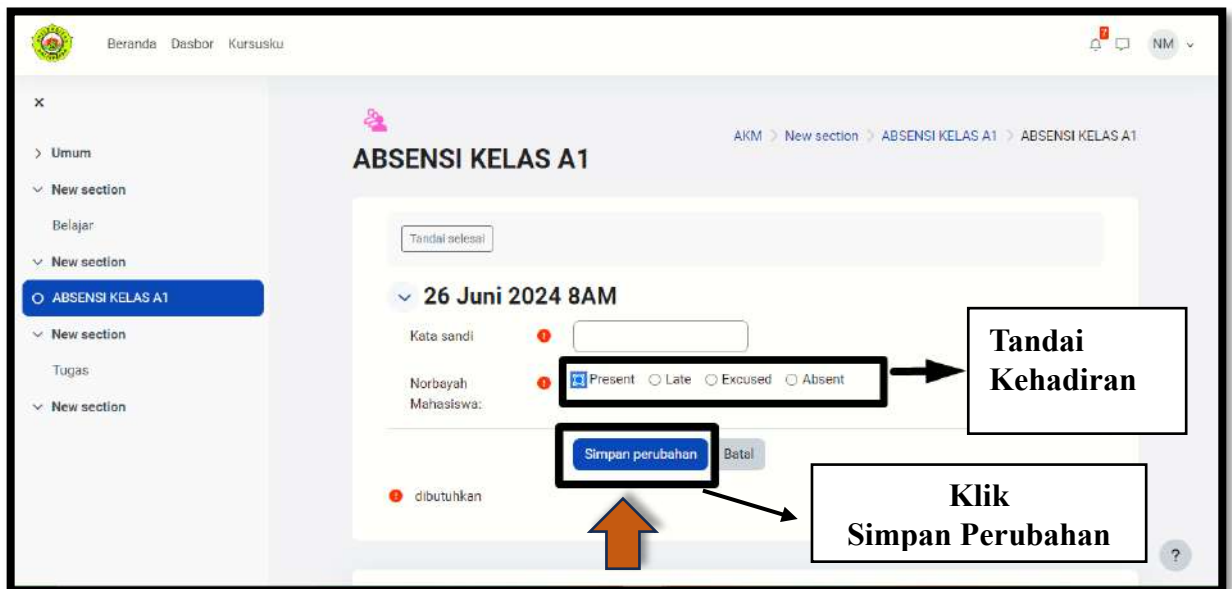 Beranda Dasbor Kursusku
7
NM
×
Umum
New section
Belajar
New section
ABSENSI KELAS A1
New section
Tugas
New section
AKM > New section > ABSENSI KELAS A1 > ABSENSI KELAS A1
ABSENSI KELAS A1
Tandai selesai
26 Juni 2024 8AM
Kata sandi
Norbayah
Mahasiswa:
Present Late Excused Absent
Simpan perubahan Batal
dibutuhkan
Tandai
Kehadiran
Klik
Simpan Perubahan
?